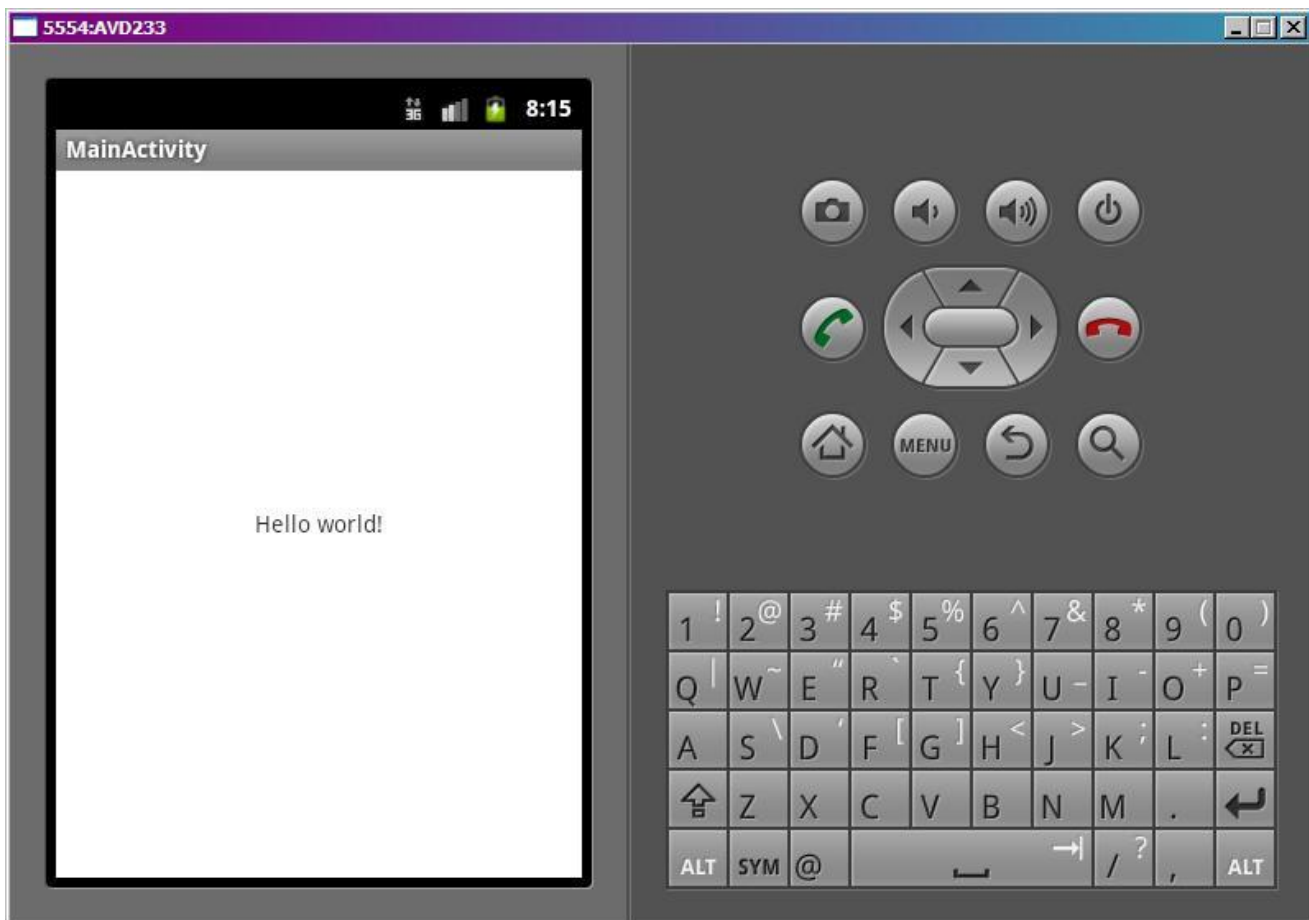 5554:AVD233
3G 8:15
MainActivity
Hello world!
MENU
1 ! 2 @ 3 # 4 $ 5 % 6 ^ 7 & 8 * 9 ( 0 )
Q | W ~ E “ R ` T { Y } U _ I - O + P =
A S \ D ‘ F [ G ] H < J > K ; L : DEL
Z X C V B N M .
ALT SYM @ / ? , ALT